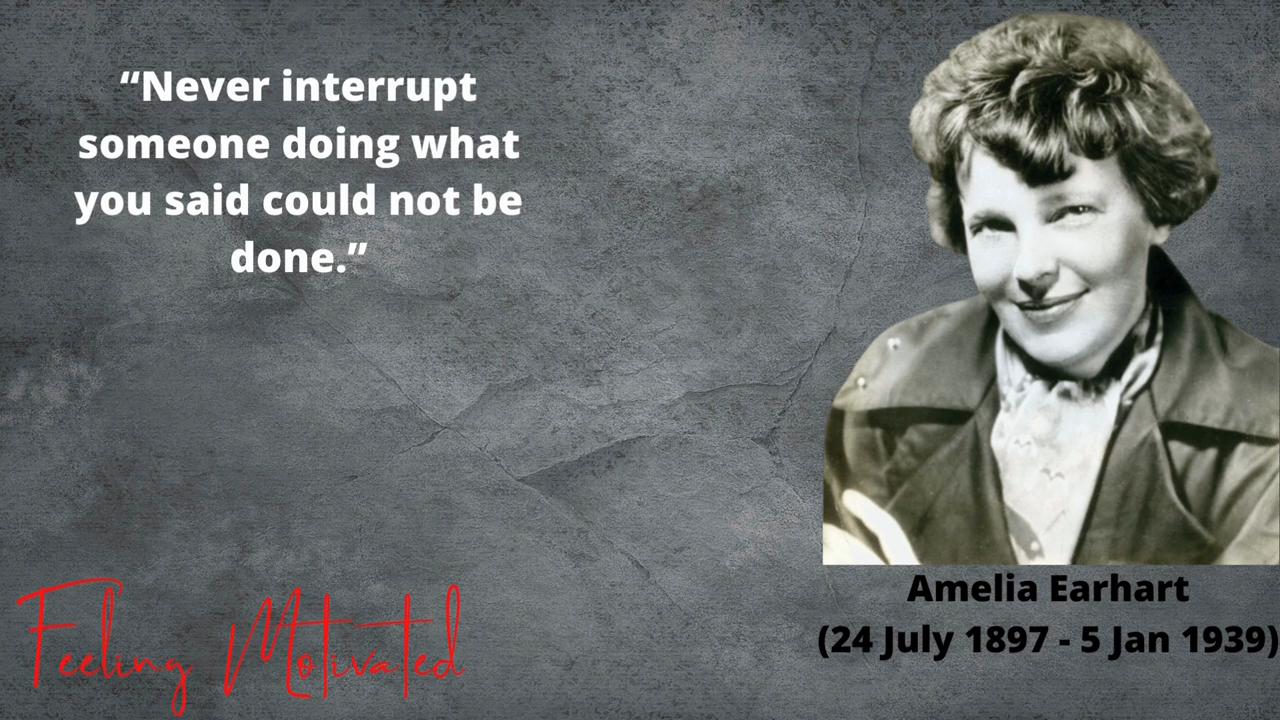 “Never interrupt
someone doing what
you said could not be
done.”
Amelia Earhart
(24 July 1897 - 5 Jan 1939)
Feeling Motivated